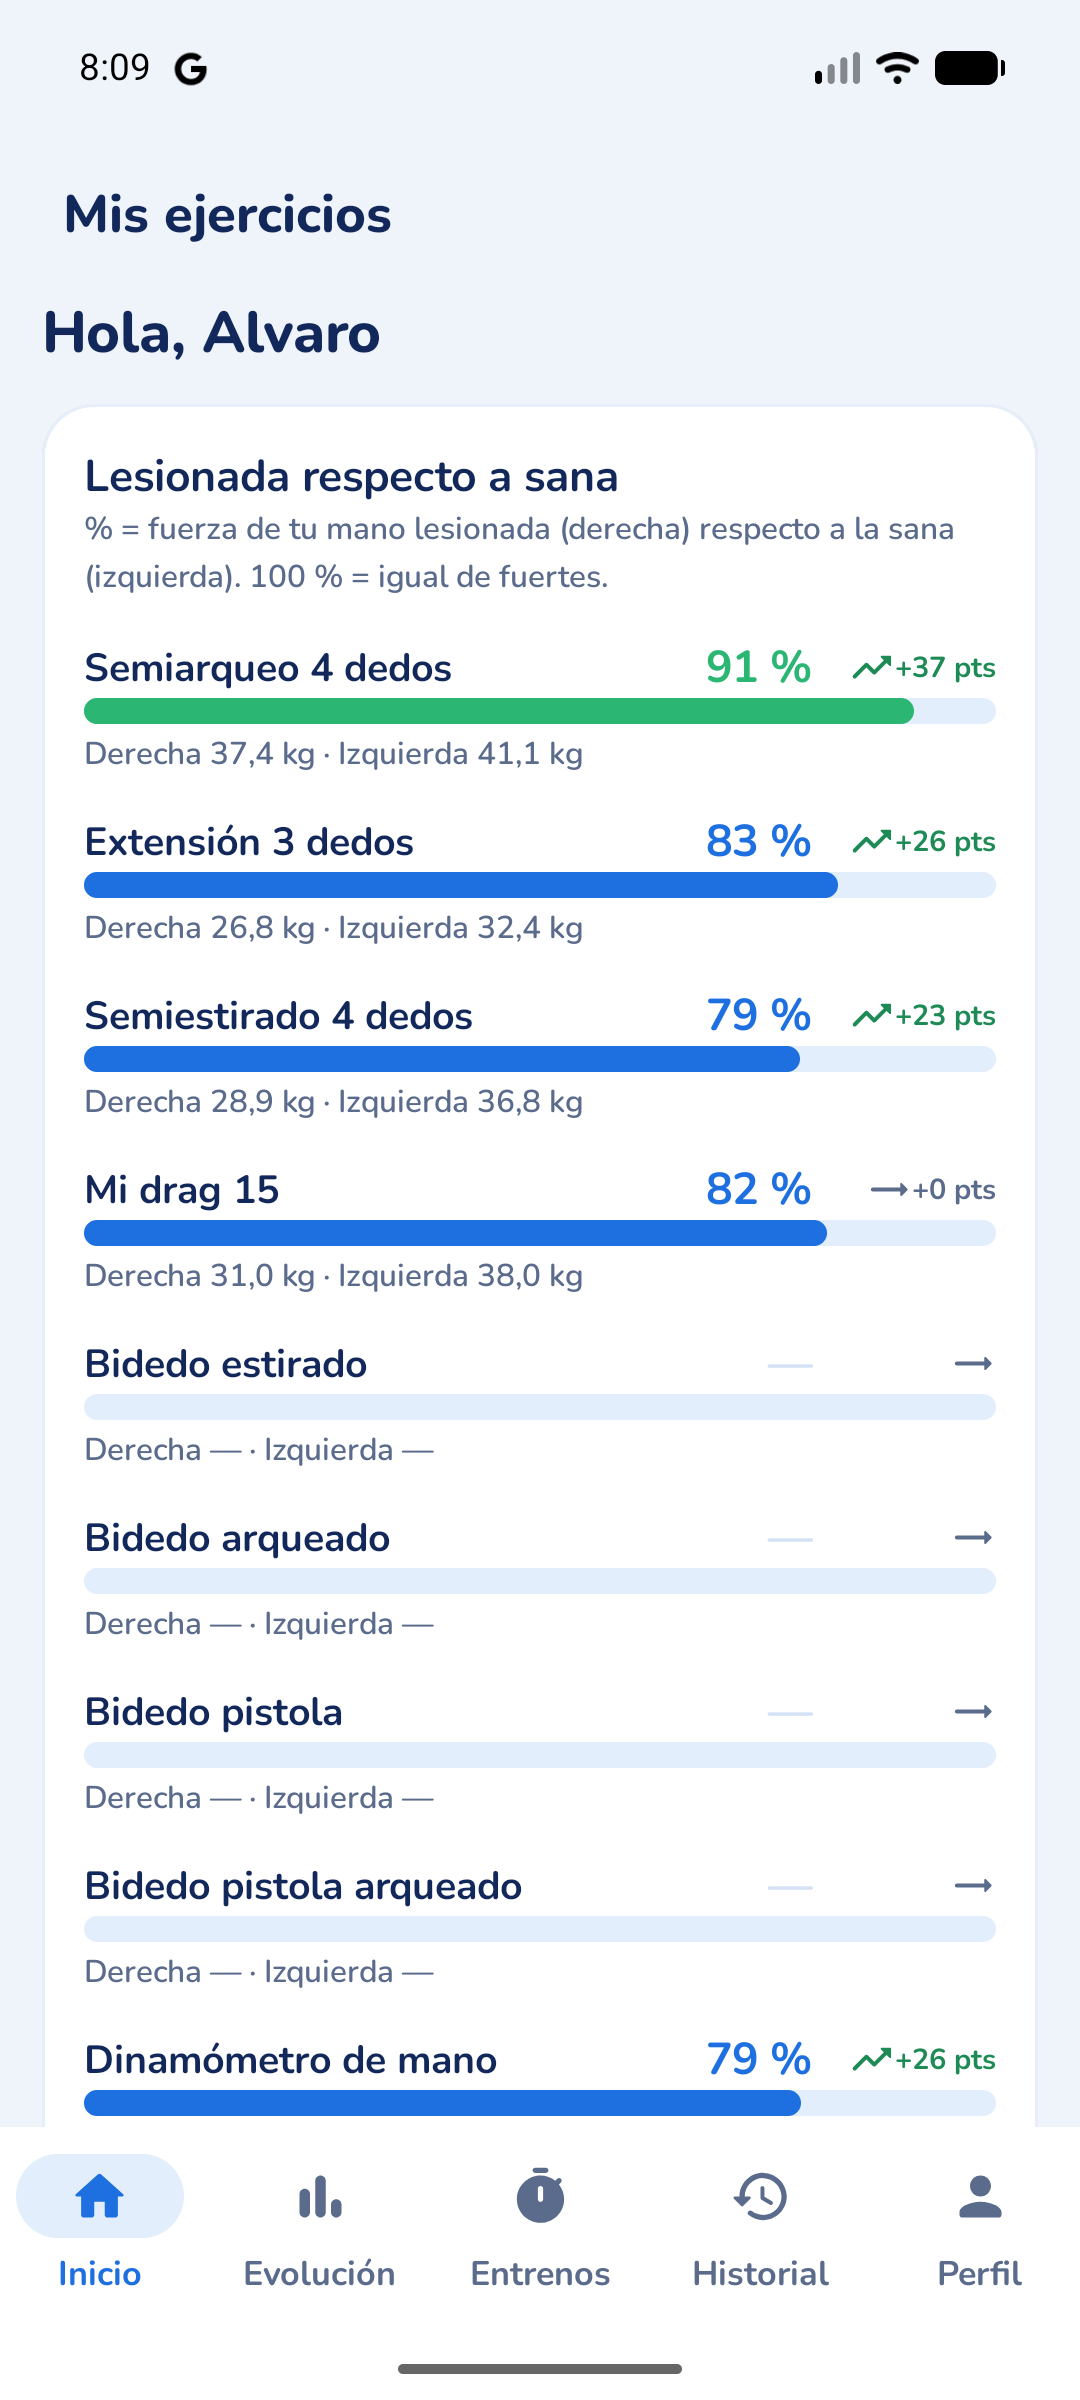 8:09 G
Mis ejercicios
Hola, Alvaro
Lesionada respecto a sana
% = fuerza de tu mano lesionada (derecha) respecto a la sana
(izquierda). 100 % = igual de fuertes.
Semiarqueo 4 dedos 91 % +37 pts
Derecha 37,4 kg · Izquierda 41,1 kg
Extensión 3 dedos 83 % +26 pts
Derecha 26,8 kg · Izquierda 32,4 kg
Semiestirado 4 dedos 79 % +23 pts
Derecha 28,9 kg · Izquierda 36,8 kg
Mi drag 15 82 % +0 pts
Derecha 31,0 kg · Izquierda 38,0 kg
Bidedo estirado —
Derecha — · Izquierda —
Bidedo arqueado —
Derecha — · Izquierda —
Bidedo pistola —
Derecha — · Izquierda —
Bidedo pistola arqueado —
Derecha — · Izquierda —
Dinamómetro de mano 79 % +26 pts
Inicio Evolución Entrenos Historial Perfil